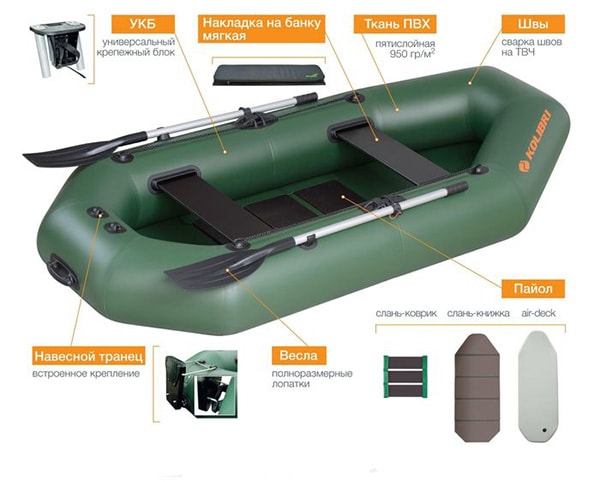 УКБ
универсальный
крепежный блок
Накладка на банку
мягкая
Ткань ПВХ
пятислойная
950 гр/м²
Швы
сварка швов
на ТВЧ
KOLIBRI
Пайол
слань-коврик слань-книжка air-deck
Навесной транец
встроенное крепление
Весла
полноразмерные
лопатки